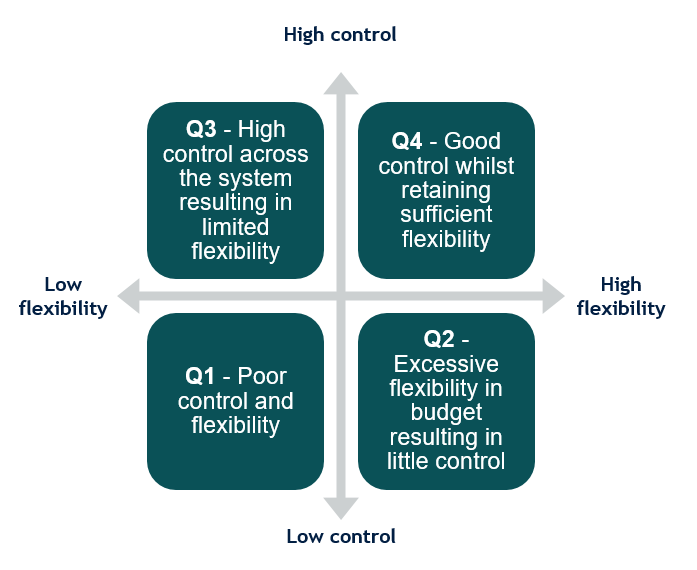 High control
Q3 - High
control across
the system
resulting in
limited
flexibility
Q4 - Good
control whilst
retaining
sufficient
flexibility
Low
flexibility
High
flexibility
Q1 - Poor
control and
flexibility
Q2 -
Excessive
flexibility in
budget
resulting in
little control
Low control